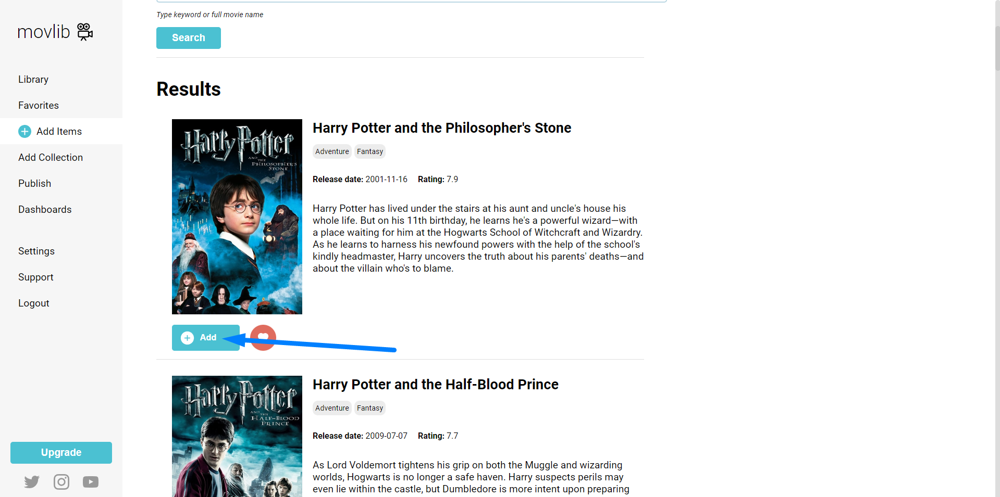 movlib
Library
Favorites
Add Items
Add Collection
Publish
Dashboards
Settings
Support
Logout
Upgrade
Type keyword or full movie name
Search
Results
Harry Potter
AND THE
PHILOSOPHER'S
STONE
Harry Potter and the Philosopher's Stone
Adventure Fantasy
Release date: 2001-11-16 Rating: 7.9
Harry Potter has lived under the stairs at his aunt and uncle's house his
whole life. But on his 11th birthday, he learns he's a powerful wizard—with
a place waiting for him at the Hogwarts School of Witchcraft and Wizardry.
As he learns to harness his newfound powers with the help of the school's
kindly headmaster, Harry uncovers the truth about his parents' deaths—and
about the villain who's to blame.
Add
Harry Potter
AND THE
HALF-BLOOD
PRINCE
Harry Potter and the Half-Blood Prince
Adventure Fantasy
Release date: 2009-07-07 Rating: 7.7
As Lord Voldemort tightens his grip on both the Muggle and wizarding
worlds, Hogwarts is no longer a safe haven. Harry suspects perils may
even lie within the castle, but Dumbledore is more intent upon preparing